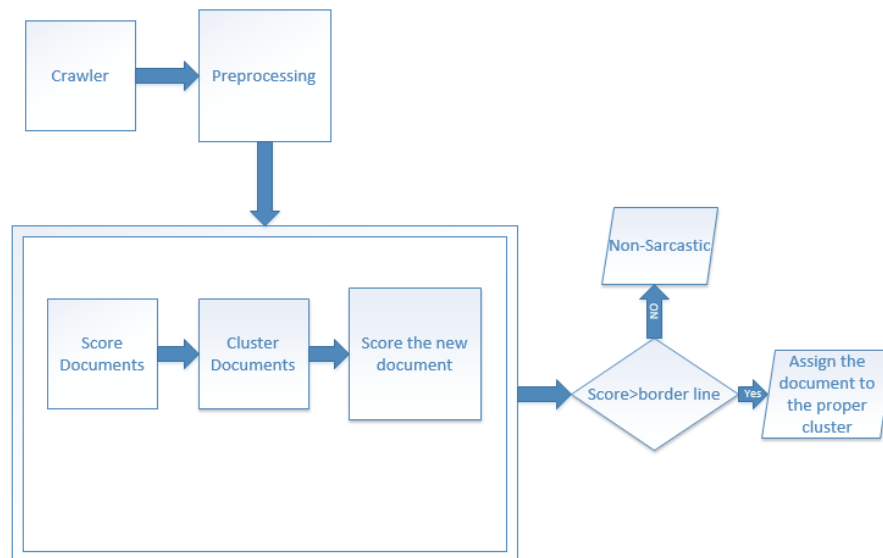 Crawler
Preprocessing
Score
Documents
Cluster
Documents
Score the new
document
Non-Sarcastic
NO
Score>border line
Yes
Assign the
document to
the proper
cluster